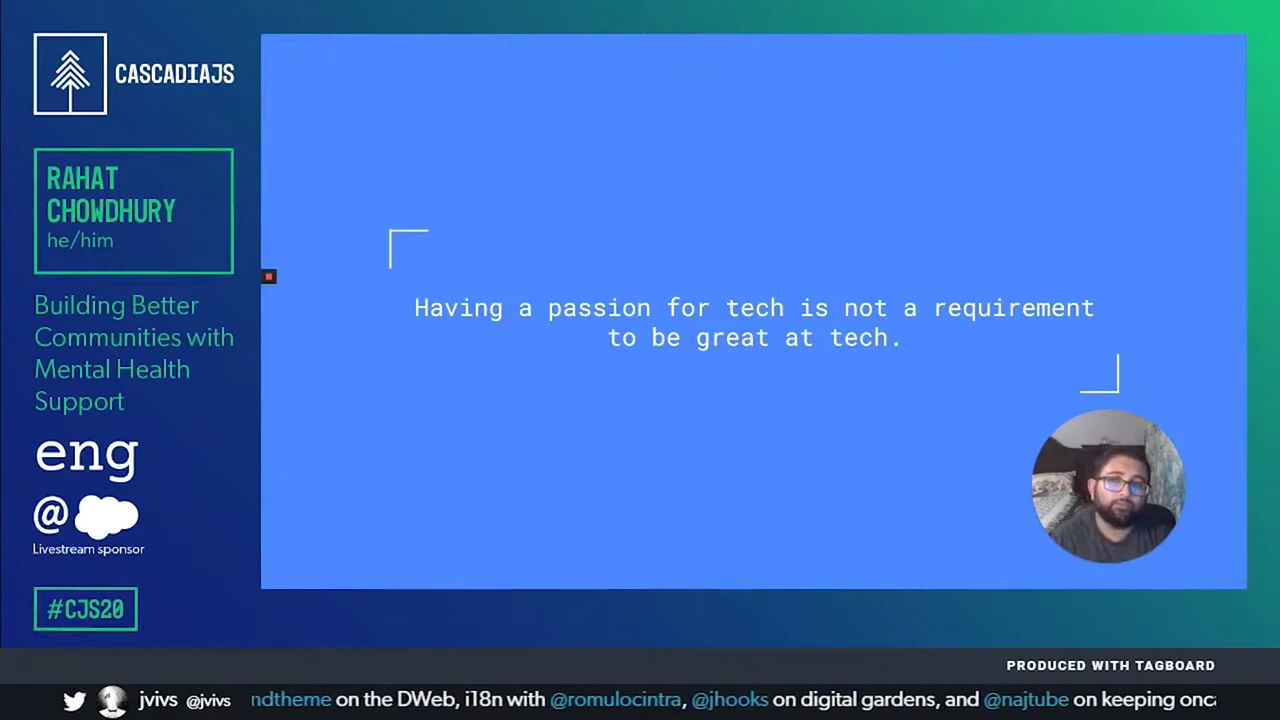 CASCADIAJS
RAHAT
CHOWDHURY
he/him
Building Better
Communities with
Mental Health
Support
eng
@
Livestream sponsor
#CJS20
Having a passion for tech is not a requirement
to be great at tech.
PRODUCED WITH TAGBOARD
jvivs @jvivs ndtheme on the DWeb, i18n with @romulocintra, @jhooks on digital gardens, and @najtube on keeping